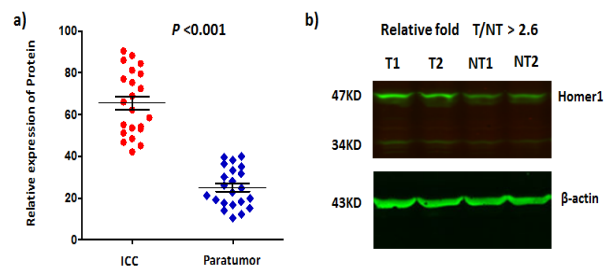 a)
P <0.001
Relative expression of Protein
100
80
60
40
20
0
ICC
Paratumor
b)
Relative fold T/NT > 2.6
T1 T2 NT1 NT2
47KD
Homer1
34KD
43KD
β-actin